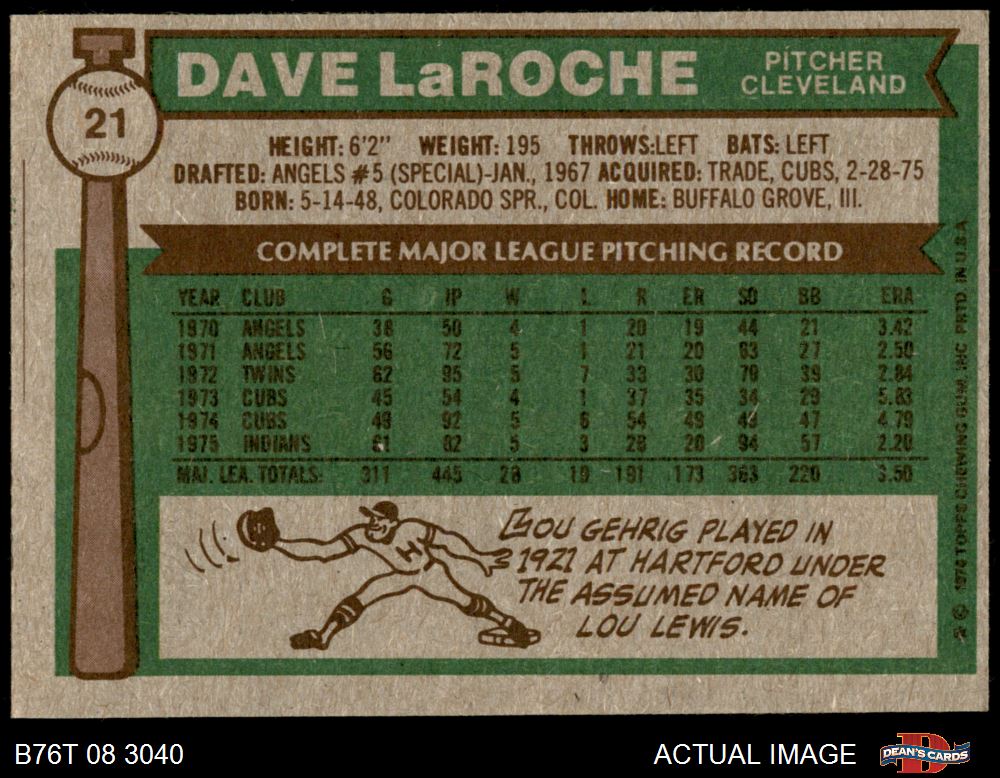 DAVE LaROCHE
PITCHER
CLEVELAND
21
HEIGHT: 6'2" WEIGHT: 195 THROWS:LEFT BATS: LEFT
DRAFTED: ANGELS #5 (SPECIAL)-JAN., 1967 ACQUIRED: TRADE, CUBS, 2-28-75
BORN: 5-14-48, COLORADO SPR., COL. HOME: BUFFALO GROVE, Ill.
COMPLETE MAJOR LEAGUE PITCHING RECORD
YEAR CLUB G IP W L R ER SO BB ERA
1970 ANGELS 38 50 4 1 20 19 44 21 3.42
1971 ANGELS 56 72 5 1 21 20 63 27 2.50
1972 TWINS 62 95 5 7 33 30 79 39 2.84
1973 CUBS 45 54 4 1 37 35 34 29 5.83
1974 CUBS 49 92 5 6 54 49 49 47 4.79
1975 INDIANS 61 82 5 3 28 20 94 57 2.20
MAJ. LEA. TOTALS: 311 445 28 19 191 173 363 220 3.50
H
LOU GEHRIG PLAYED IN
1921 AT HARTFORD UNDER
THE ASSUMED NAME OF
LOU LEWIS.
© 1976 TOPPS CHEWING GUM, INC PRTD. IN U.S.A.
B76T 08 3040
ACTUAL IMAGE
D
DEAN'S CARDS